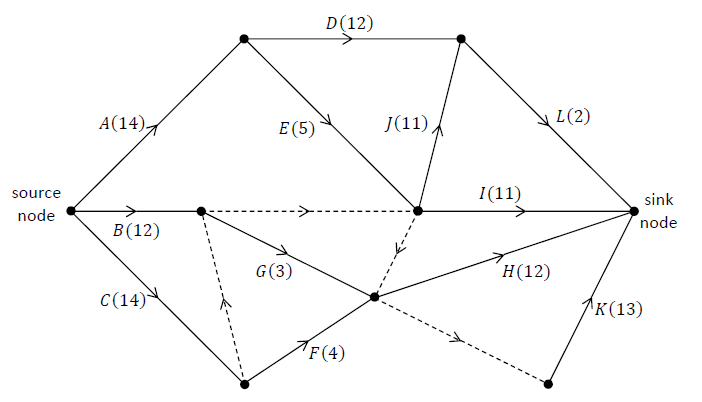 D(12)
A(14)
E(5)
J(11)
L(2)
source
node
B(12)
I(11)
sink
node
G(3)
H(12)
C(14)
K(13)
F(4)